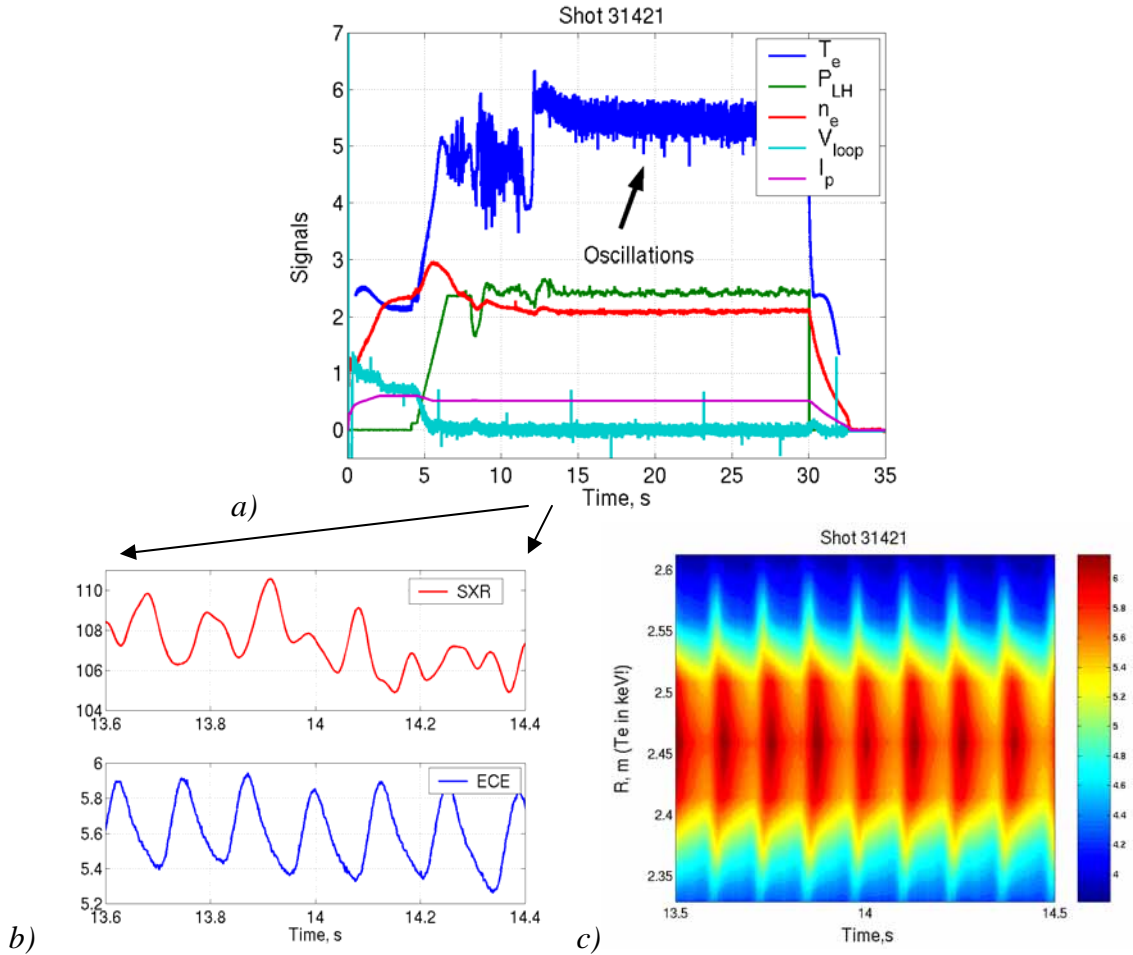 Shot 31421
7
6
5
4
3
2
1
0
Signals
T_e
P_LH
n_e
V_loop
I_p
Oscillations
0 5 10 15 20 25 30 35
Time, s
a)
110
108
106
104
SXR
13.6 13.8 14 14.2 14.4
6
5.8
5.6
5.4
5.2
ECE
13.6 13.8 14 14.2 14.4
Time, s
b)
Shot 31421
2.6
2.55
2.5
2.45
2.4
2.35
R, m (Te in keV!)
13.5 14 14.5
Time,s
6
5.8
5.6
5.4
5.2
5
4.8
4.6
4.4
4.2
4
c)